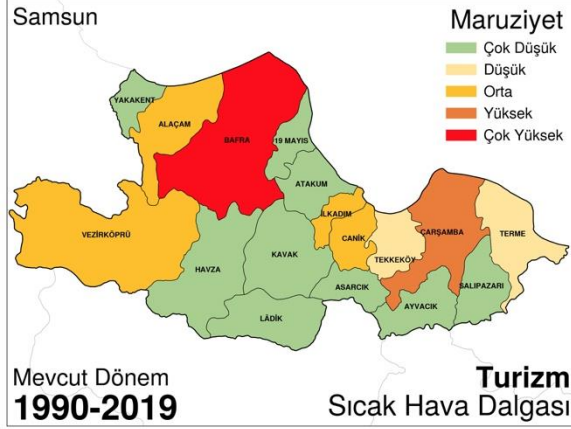 Samsun
Maruziyet
Çok Düşük
Düşük
Orta
Yüksek
Çok Yüksek
YAKAKENT
ALAÇAM
BAFRA
19 MAYIS
ATAKUM
İLKADIM
CANİK
TEKKEKÖY
ÇARŞAMBA
TERME
VEZİRKÖPRÜ
HAVZA
KAVAK
ASARCIK
SALIPAZARI
AYVACIK
LÂDİK
Mevcut Dönem
1990-2019
Turizm
Sıcak Hava Dalgası